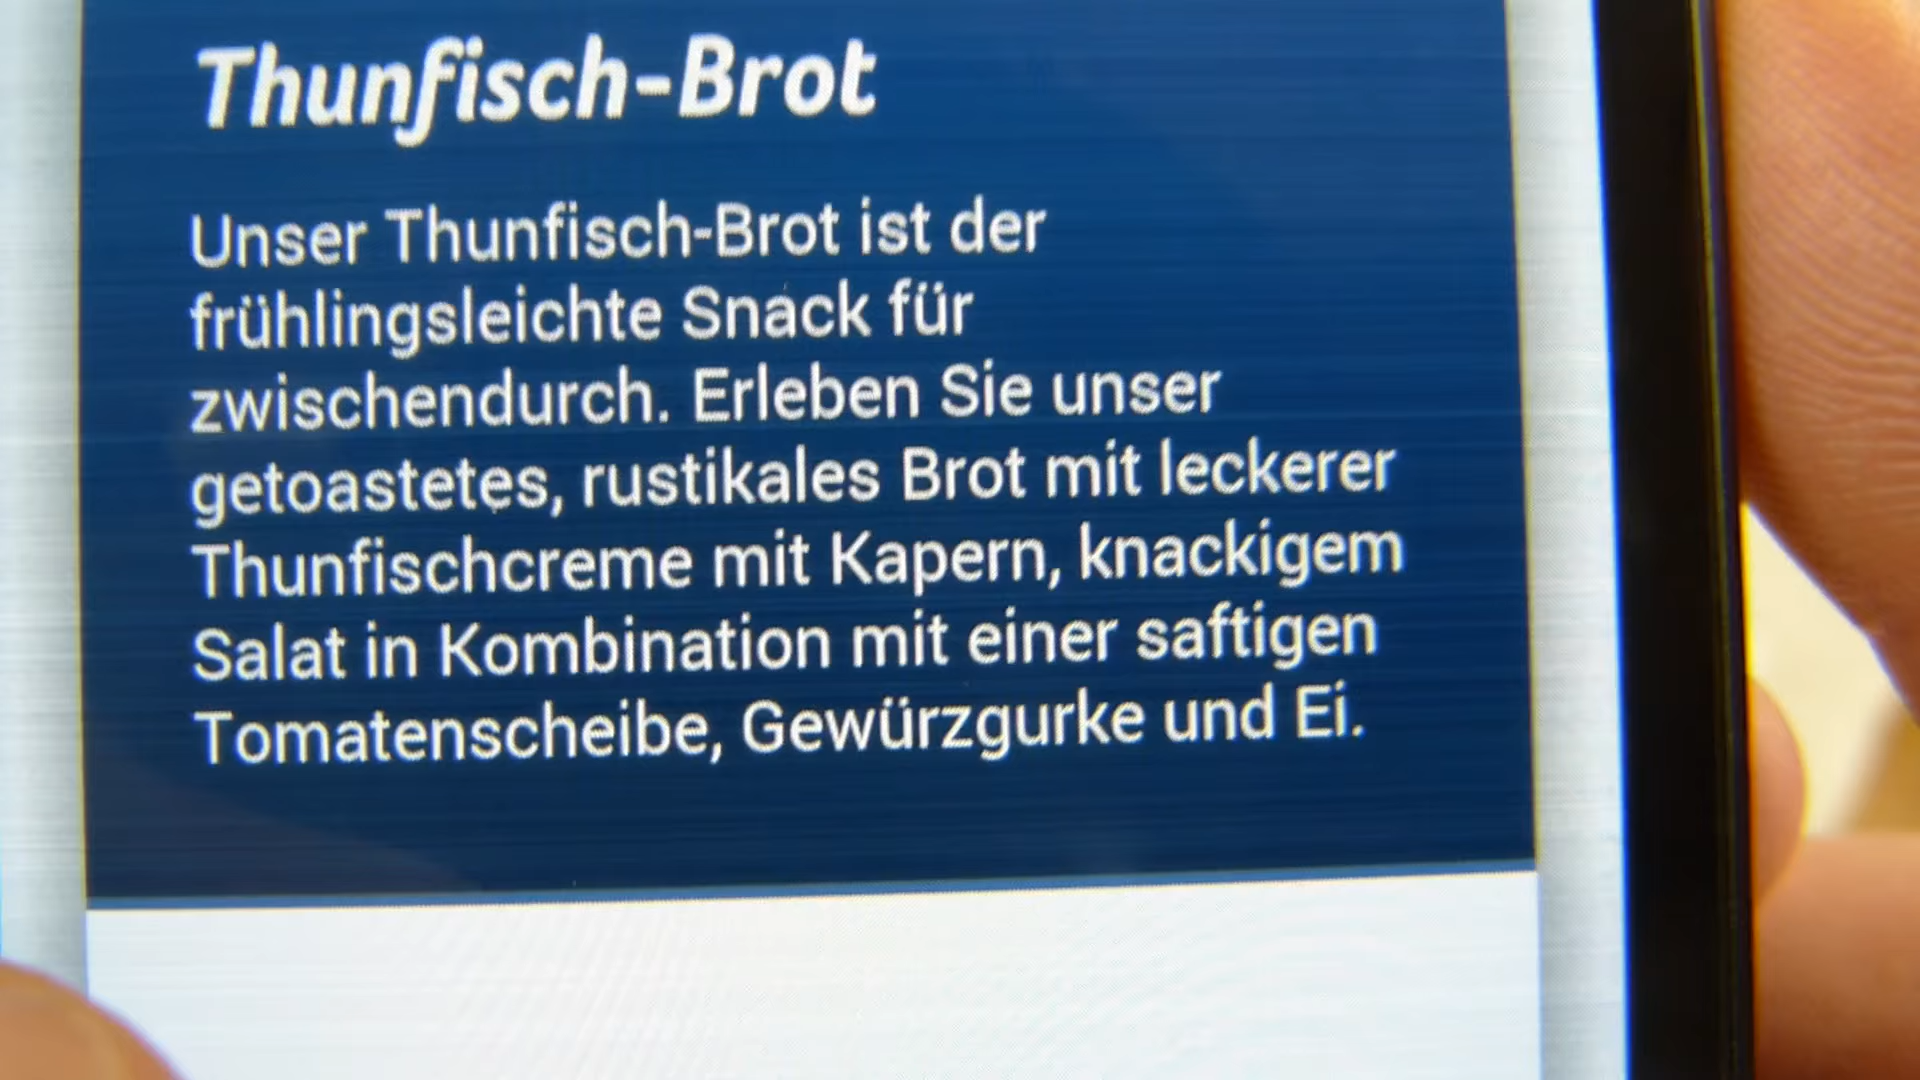 Thunfisch-Brot
Unser Thunfisch-Brot ist der
frühlingsleichte Snack für
zwischendurch. Erleben Sie unser
getoastetes, rustikales Brot mit leckerer
Thunfischcreme mit Kapern, knackigem
Salat in Kombination mit einer saftigen
Tomatenscheibe, Gewürzgurke und Ei.